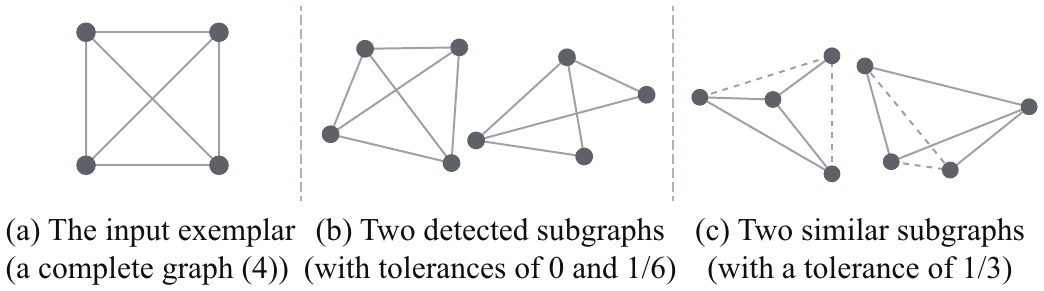 (a) The input exemplar
(a complete graph (4))
(b) Two detected subgraphs
(with tolerances of 0 and 1/6)
(c) Two similar subgraphs
(with a tolerance of 1/3)